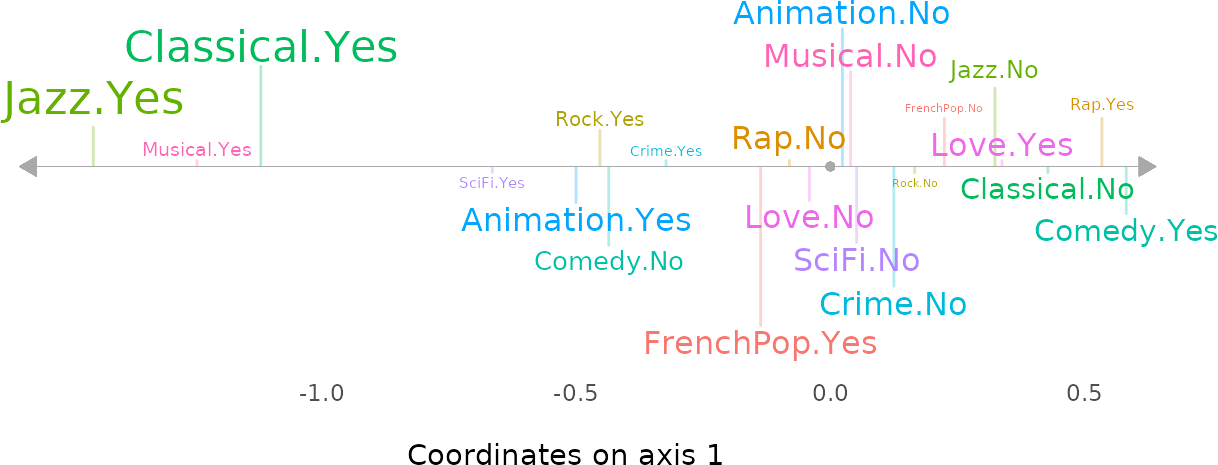 Animation.No
Classical.Yes
Musical.No
Jazz.No
Jazz.Yes
FrenchPop.No
Rap.Yes
Rock.Yes
Rap.No
Love.Yes
Musical.Yes
Crime.Yes
SciFi.Yes
Rock.No
Classical.No
Animation.Yes
Love.No
Comedy.Yes
Comedy.No
SciFi.No
Crime.No
FrenchPop.Yes
-1.0 -0.5 0.0 0.5
Coordinates on axis 1